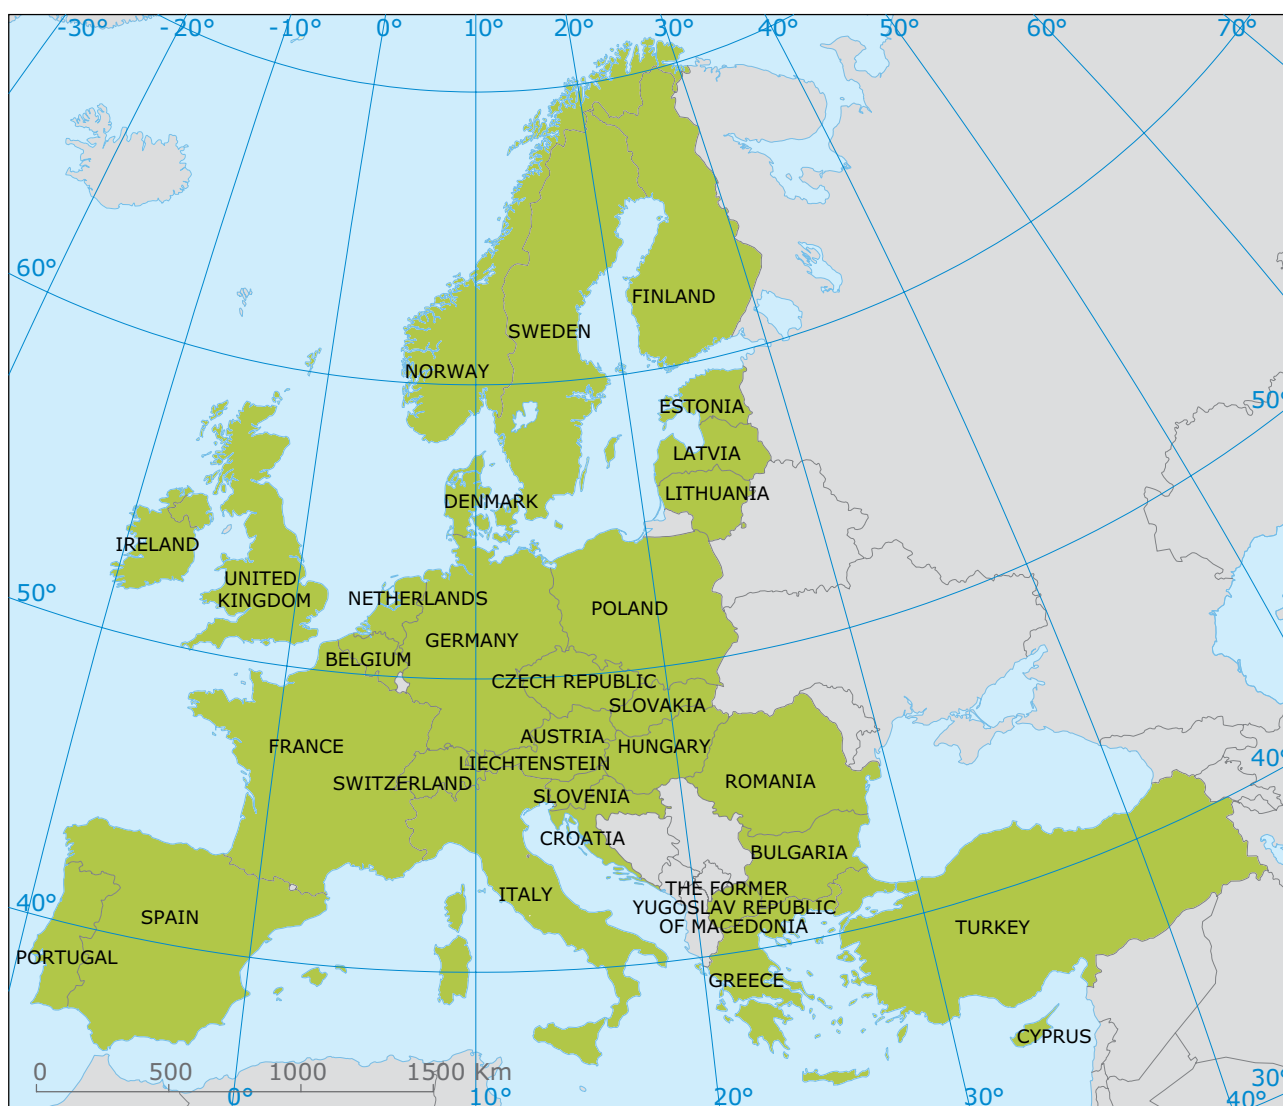 -30°
-20°
-10°
0°
10°
20°
30°
40°
50°
60°
70°
60°
FINLAND
SWEDEN
NORWAY
50°
ESTONIA
LATVIA
LITHUANIA
DENMARK
IRELAND
UNITED
KINGDOM
50°
NETHERLANDS
POLAND
GERMANY
BELGIUM
CZECH REPUBLIC
SLOVAKIA
AUSTRIA
FRANCE
HUNGARY
40°
LIECHTENSTEIN
SWITZERLAND
ROMANIA
SLOVENIA
CROATIA
BULGARIA
THE FORMER
YUGOSLAV REPUBLIC
OF MACEDONIA
ITALY
40°
SPAIN
TURKEY
PORTUGAL
GREECE
CYPRUS
0
500
1000
1500 Km
30°
0°
10°
20°
30°
40°